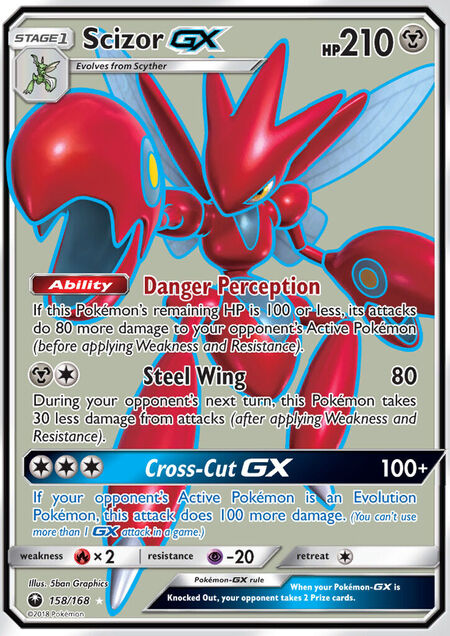 STAGE 1
Scizor GX
HP 210
Evolves from Scyther
Ability Danger Perception
If this Pokémon's remaining HP is 100 or less, its attacks
do 80 more damage to your opponent's Active Pokémon
(before applying Weakness and Resistance).
Steel Wing 80
During your opponent's next turn, this Pokémon takes
30 less damage from attacks (after applying Weakness and
Resistance).
Cross-Cut GX 100+
If your opponent's Active Pokémon is an Evolution
Pokémon, this attack does 100 more damage. (You can't use
more than 1 GX attack in a game.)
weakness ×2 resistance -20 retreat
Illus. 5ban Graphics
158/168
©2018 Pokémon
Pokémon-GX rule
When your Pokémon-GX is
Knocked Out, your opponent takes 2 Prize cards.